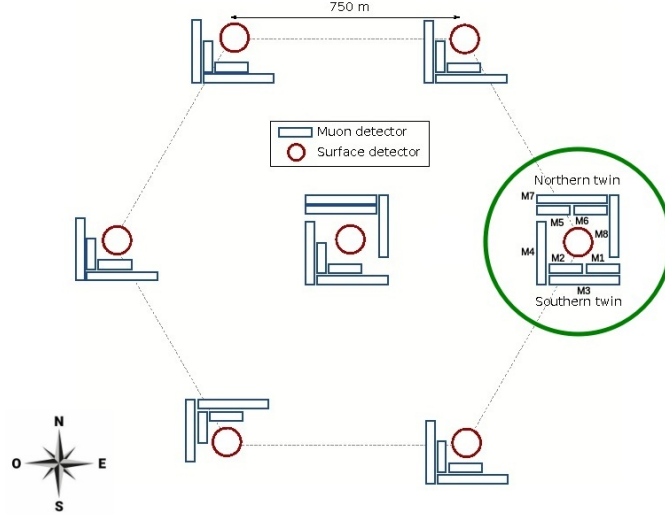 750 m
Muon detector
Surface detector
Northern twin
M7
M5
M6
M8
M4
M2
M1
M3
Southern twin
N
O
E
S